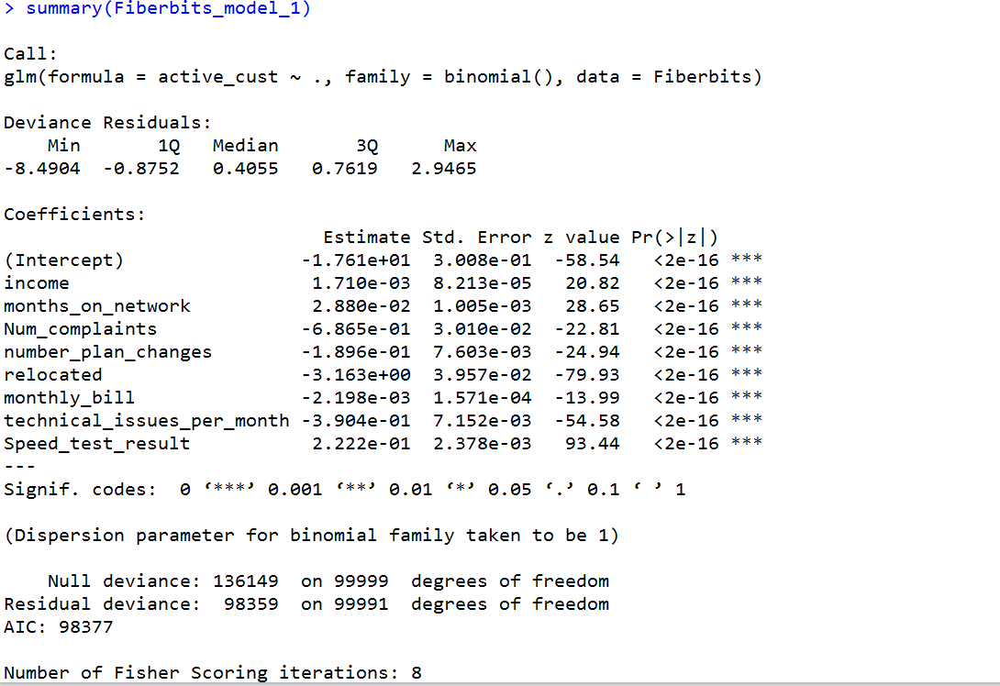 > summary(Fiberbits_model_1)
Call:
glm(formula = active_cust ~ ., family = binomial(), data = Fiberbits)
Deviance Residuals:
    Min       1Q   Median       3Q      Max
-8.4904  -0.8752   0.4055   0.7619   2.9465
Coefficients:
                             Estimate Std. Error z value Pr(>|z|)
(Intercept)                -1.761e+01  3.008e-01  -58.54   <2e-16 ***
income                      1.710e-03  8.213e-05   20.82   <2e-16 ***
months_on_network           2.880e-02  1.005e-03   28.65   <2e-16 ***
Num_complaints             -6.865e-01  3.010e-02  -22.81   <2e-16 ***
number_plan_changes        -1.896e-01  7.603e-03  -24.94   <2e-16 ***
relocated                  -3.163e+00  3.957e-02  -79.93   <2e-16 ***
monthly_bill               -2.198e-03  1.571e-04  -13.99   <2e-16 ***
technical_issues_per_month -3.904e-01  7.152e-03  -54.58   <2e-16 ***
Speed_test_result           2.222e-01  2.378e-03   93.44   <2e-16 ***
---
Signif. codes:  0 ‘***’ 0.001 ‘**’ 0.01 ‘*’ 0.05 ‘.’ 0.1 ‘ ’ 1
(Dispersion parameter for binomial family taken to be 1)
    Null deviance: 136149  on 99999  degrees of freedom
Residual deviance:  98359  on 99991  degrees of freedom
AIC: 98377
Number of Fisher Scoring iterations: 8